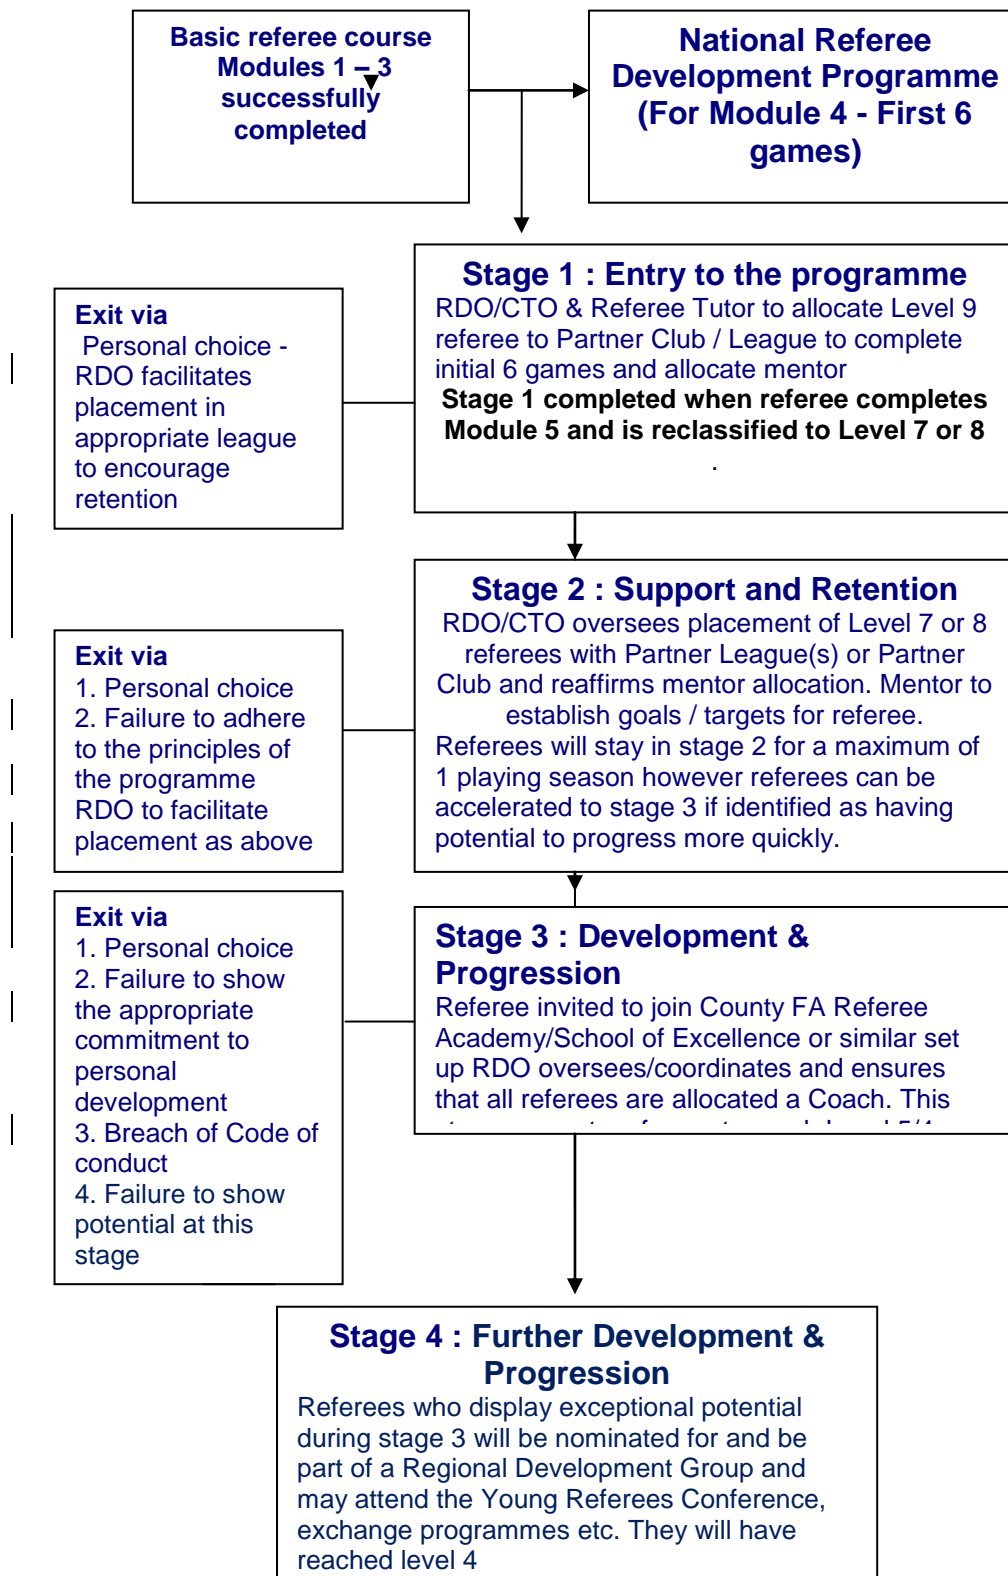 Basic referee course
Modules 1 – 3
successfully
completed
National Referee
Development Programme
(For Module 4 - First 6
games)
Stage 1 : Entry to the programme
RDO/CTO & Referee Tutor to allocate Level 9
referee to Partner Club / League to complete
initial 6 games and allocate mentor
Stage 1 completed when referee completes
Module 5 and is reclassified to Level 7 or 8
.
Exit via
Personal choice -
RDO facilitates
placement in
appropriate league
to encourage
retention
Stage 2 : Support and Retention
RDO/CTO oversees placement of Level 7 or 8
referees with Partner League(s) or Partner
Club and reaffirms mentor allocation. Mentor to
establish goals / targets for referee.
Referees will stay in stage 2 for a maximum of
1 playing season however referees can be
accelerated to stage 3 if identified as having
potential to progress more quickly.
Exit via
1. Personal choice
2. Failure to adhere
to the principles of
the programme
RDO to facilitate
placement as above
Stage 3 : Development &
Progression
Referee invited to join County FA Referee
Academy/School of Excellence or similar set
up RDO oversees/coordinates and ensures
that all referees are allocated a Coach. This
Exit via
1. Personal choice
2. Failure to show
the appropriate
commitment to
personal
development
3. Breach of Code of
conduct
4. Failure to show
potential at this
stage
Stage 4 : Further Development &
Progression
Referees who display exceptional potential
during stage 3 will be nominated for and be
part of a Regional Development Group and
may attend the Young Referees Conference,
exchange programmes etc. They will have
reached level 4